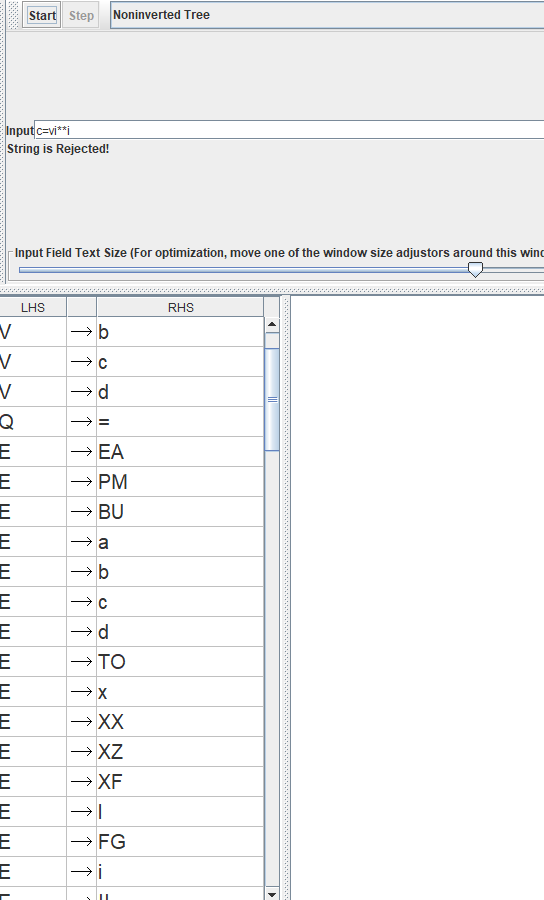 Start Step Noninverted Tree
Input c=vi**i
String is Rejected!
Input Field Text Size (For optimization, move one of the window size adjustors around this wind
LHS RHS
V → b
V → c
V → d
Q → =
E → EA
E → PM
E → BU
E → a
E → b
E → c
E → d
E → TO
E → x
E → XX
E → XZ
E → XF
E → l
E → FG
E → i